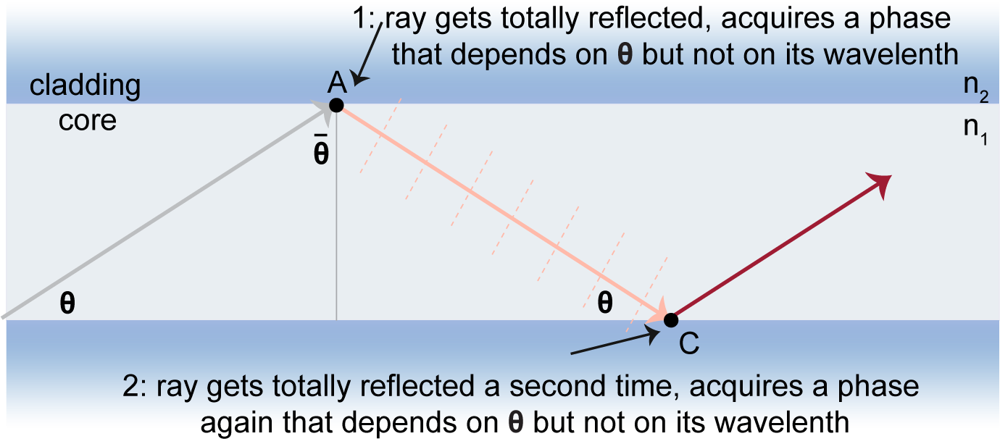 1: ray gets totally reflected, acquires a phase
that depends on θ but not on its wavelenth
A
cladding
n₂
core
n₁
θ̄
θ
θ
C
2: ray gets totally reflected a second time, acquires a phase
again that depends on θ but not on its wavelenth